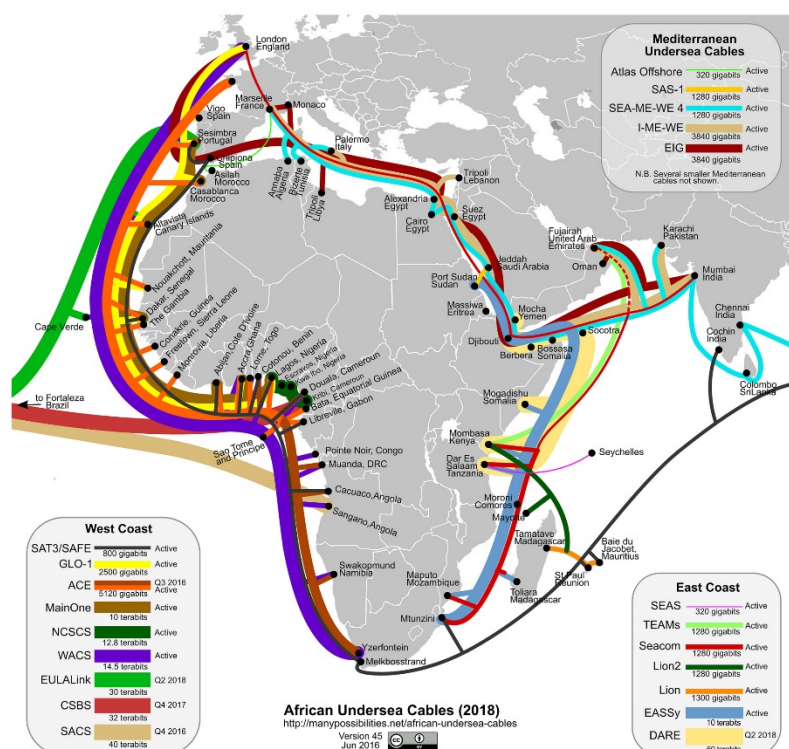 London
England
Mediterranean
Undersea Cables
Atlas Offshore
320 gigabits
Active
SAS-1
1280 gigabits
Active
SEA-ME-WE 4
1280 gigabits
Active
I-ME-WE
3840 gigabits
Active
EIG
3840 gigabits
Active
N.B. Several smaller Mediterranean
cables not shown.
Marseille
France
Monaco
Vigo
Spain
Sesimbra
Portugal
Chipiona
Spain
Asilah
Morocco
Casablanca
Morocco
Annaba
Algeria
Bizerte
Tunisia
Palermo
Italy
Tripoli
Libya
Tripoli
Lebanon
Alexandria
Egypt
Cairo
Egypt
Suez
Egypt
Altavista
Canary Islands
Jeddah
Saudi Arabia
Port Sudan
Sudan
Massiwa
Eritrea
Mocha
Yemen
Djibouti
Berbera
Bossasa
Somalia
Socotra
Fujairah
United Arab
Emirates
Oman
Karachi
Pakistan
Mumbai
India
Chennai
India
Cochin
India
Colombo
SriLanka
Nouakchott, Mauritania
Dakar, Senegal
The Gambia
Cape Verde
Conakrie, Guinea
Freetown, Sierra Leone
Monrovia, Liberia
Abijan,Cote D'Ivoire
Accra,Ghana
Lome, Togo
Cotonou, Benin
Lagos, Nigeria
Escravos, Nigeria
Kwa Ibo, Nigeria
Douala, Cameroun
Kribi, Cameroun
Bata, Equatorial Guinea
Libreville, Gabon
to Fortaleza
Brazil
Sao Tome
and Principe
Pointe Noir, Congo
Muanda, DRC
Cacuaco,Angola
Sangano,Angola
Mogadishu
Somalia
Mombasa
Kenya
Dar Es
Salaam
Tanzania
Seychelles
Moroni
Comores
Mayotte
Tamatave
Madagascar
Baie du
Jacobet,
Mauritius
St Paul
Reunion
Toliara
Madagascar
Maputo
Mozambique
Mtunzini
Swakopmund
Namibia
Yzerfontein
Melkbosstrand
West Coast
SAT3/SAFE
800 gigabits
Active
GLO-1
2500 gigabits
Active
ACE
5120 gigabits
Q3 2016
Active
MainOne
10 terabits
Active
NCSCS
12.8 terabits
Active
WACS
14.5 terabits
Active
EULALink
30 terabits
Q2 2018
CSBS
32 terabits
Q4 2017
SACS
40 terabits
Q4 2016
East Coast
SEAS
320 gigabits
Active
TEAMs
1280 gigabits
Active
Seacom
1280 gigabits
Active
Lion2
1280 gigabits
Active
Lion
1300 gigabits
Active
EASSy
10 terabits
Active
DARE
Q2 2018
African Undersea Cables (2018)
http://manypossibilities.net/african-undersea-cables
Version 45
Jun 2016